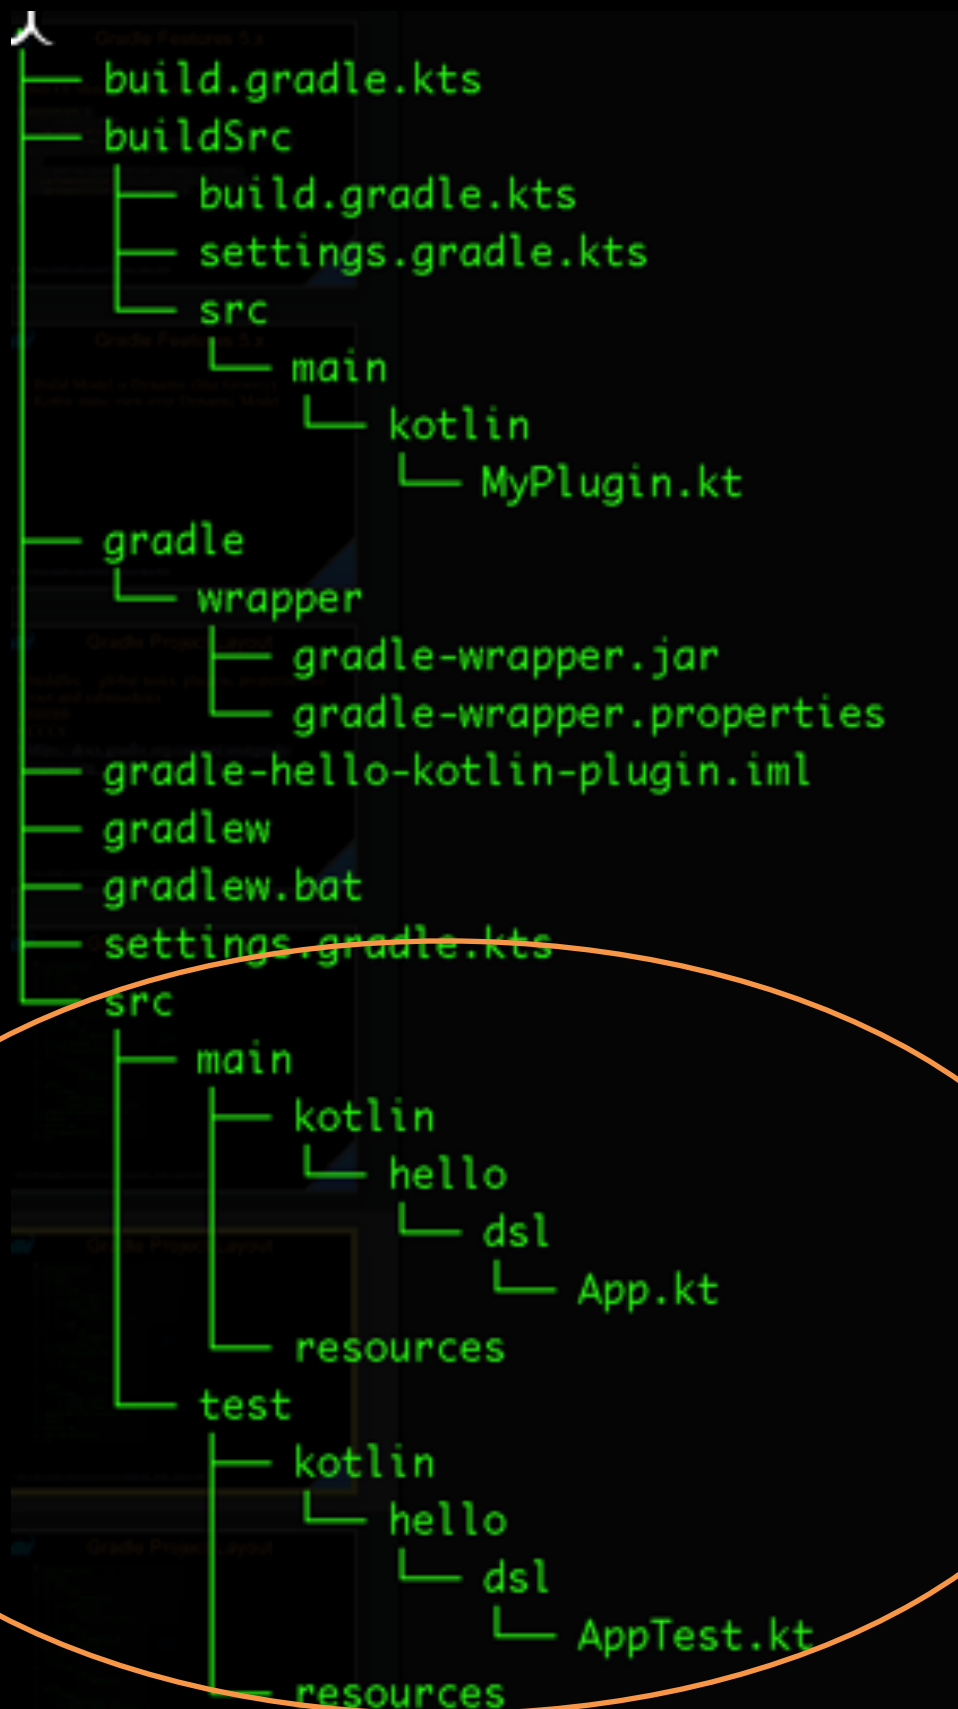 build.gradle.kts
buildSrc
build.gradle.kts
settings.gradle.kts
src
main
kotlin
MyPlugin.kt
gradle
wrapper
gradle-wrapper.jar
gradle-wrapper.properties
gradle-hello-kotlin-plugin.iml
gradlew
gradlew.bat
settings.gradle.kts
src
main
kotlin
hello
dsl
App.kt
resources
test
kotlin
hello
dsl
AppTest.kt
resources